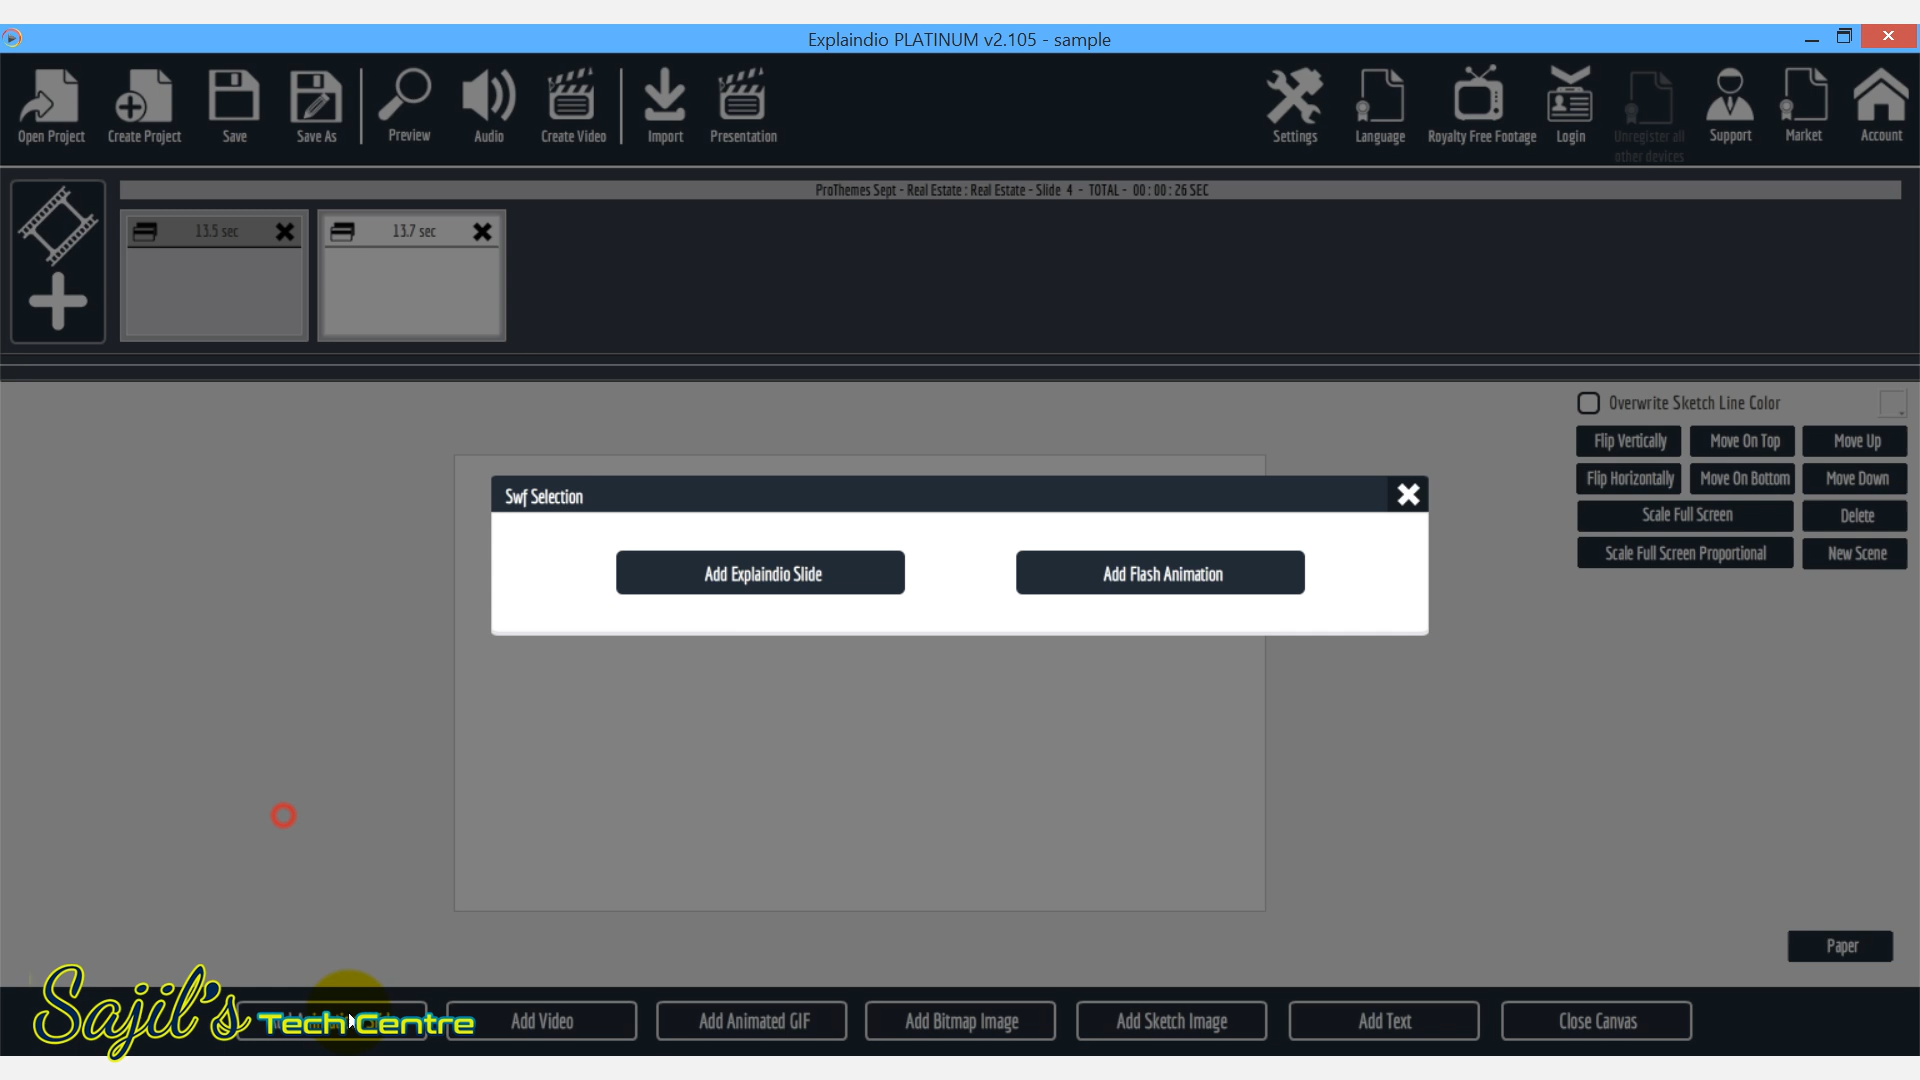 Explaindio PLATINUM v2.105 - sample
Open Project
Create Project
Save
Save As
Preview
Audio
Create Video
Import
Presentation
Settings
Language
Royalty Free Footage
Login
Unregister all
other devices
Support
Market
Account
ProThemes Sept - Real Estate : Real Estate - Slide 4 - TOTAL - 00 : 00 : 26 SEC
13.5 sec
13.7 sec
Overwrite Sketch Line Color
Flip Vertically
Move On Top
Move Up
Flip Horizontally
Move On Bottom
Move Down
Scale Full Screen
Delete
Scale Full Screen Proportional
New Scene
Swf Selection
Add Explaindio Slide
Add Flash Animation
Paper
Sajil's Tech Centre
Add Video
Add Animated GIF
Add Bitmap Image
Add Sketch Image
Add Text
Close Canvas